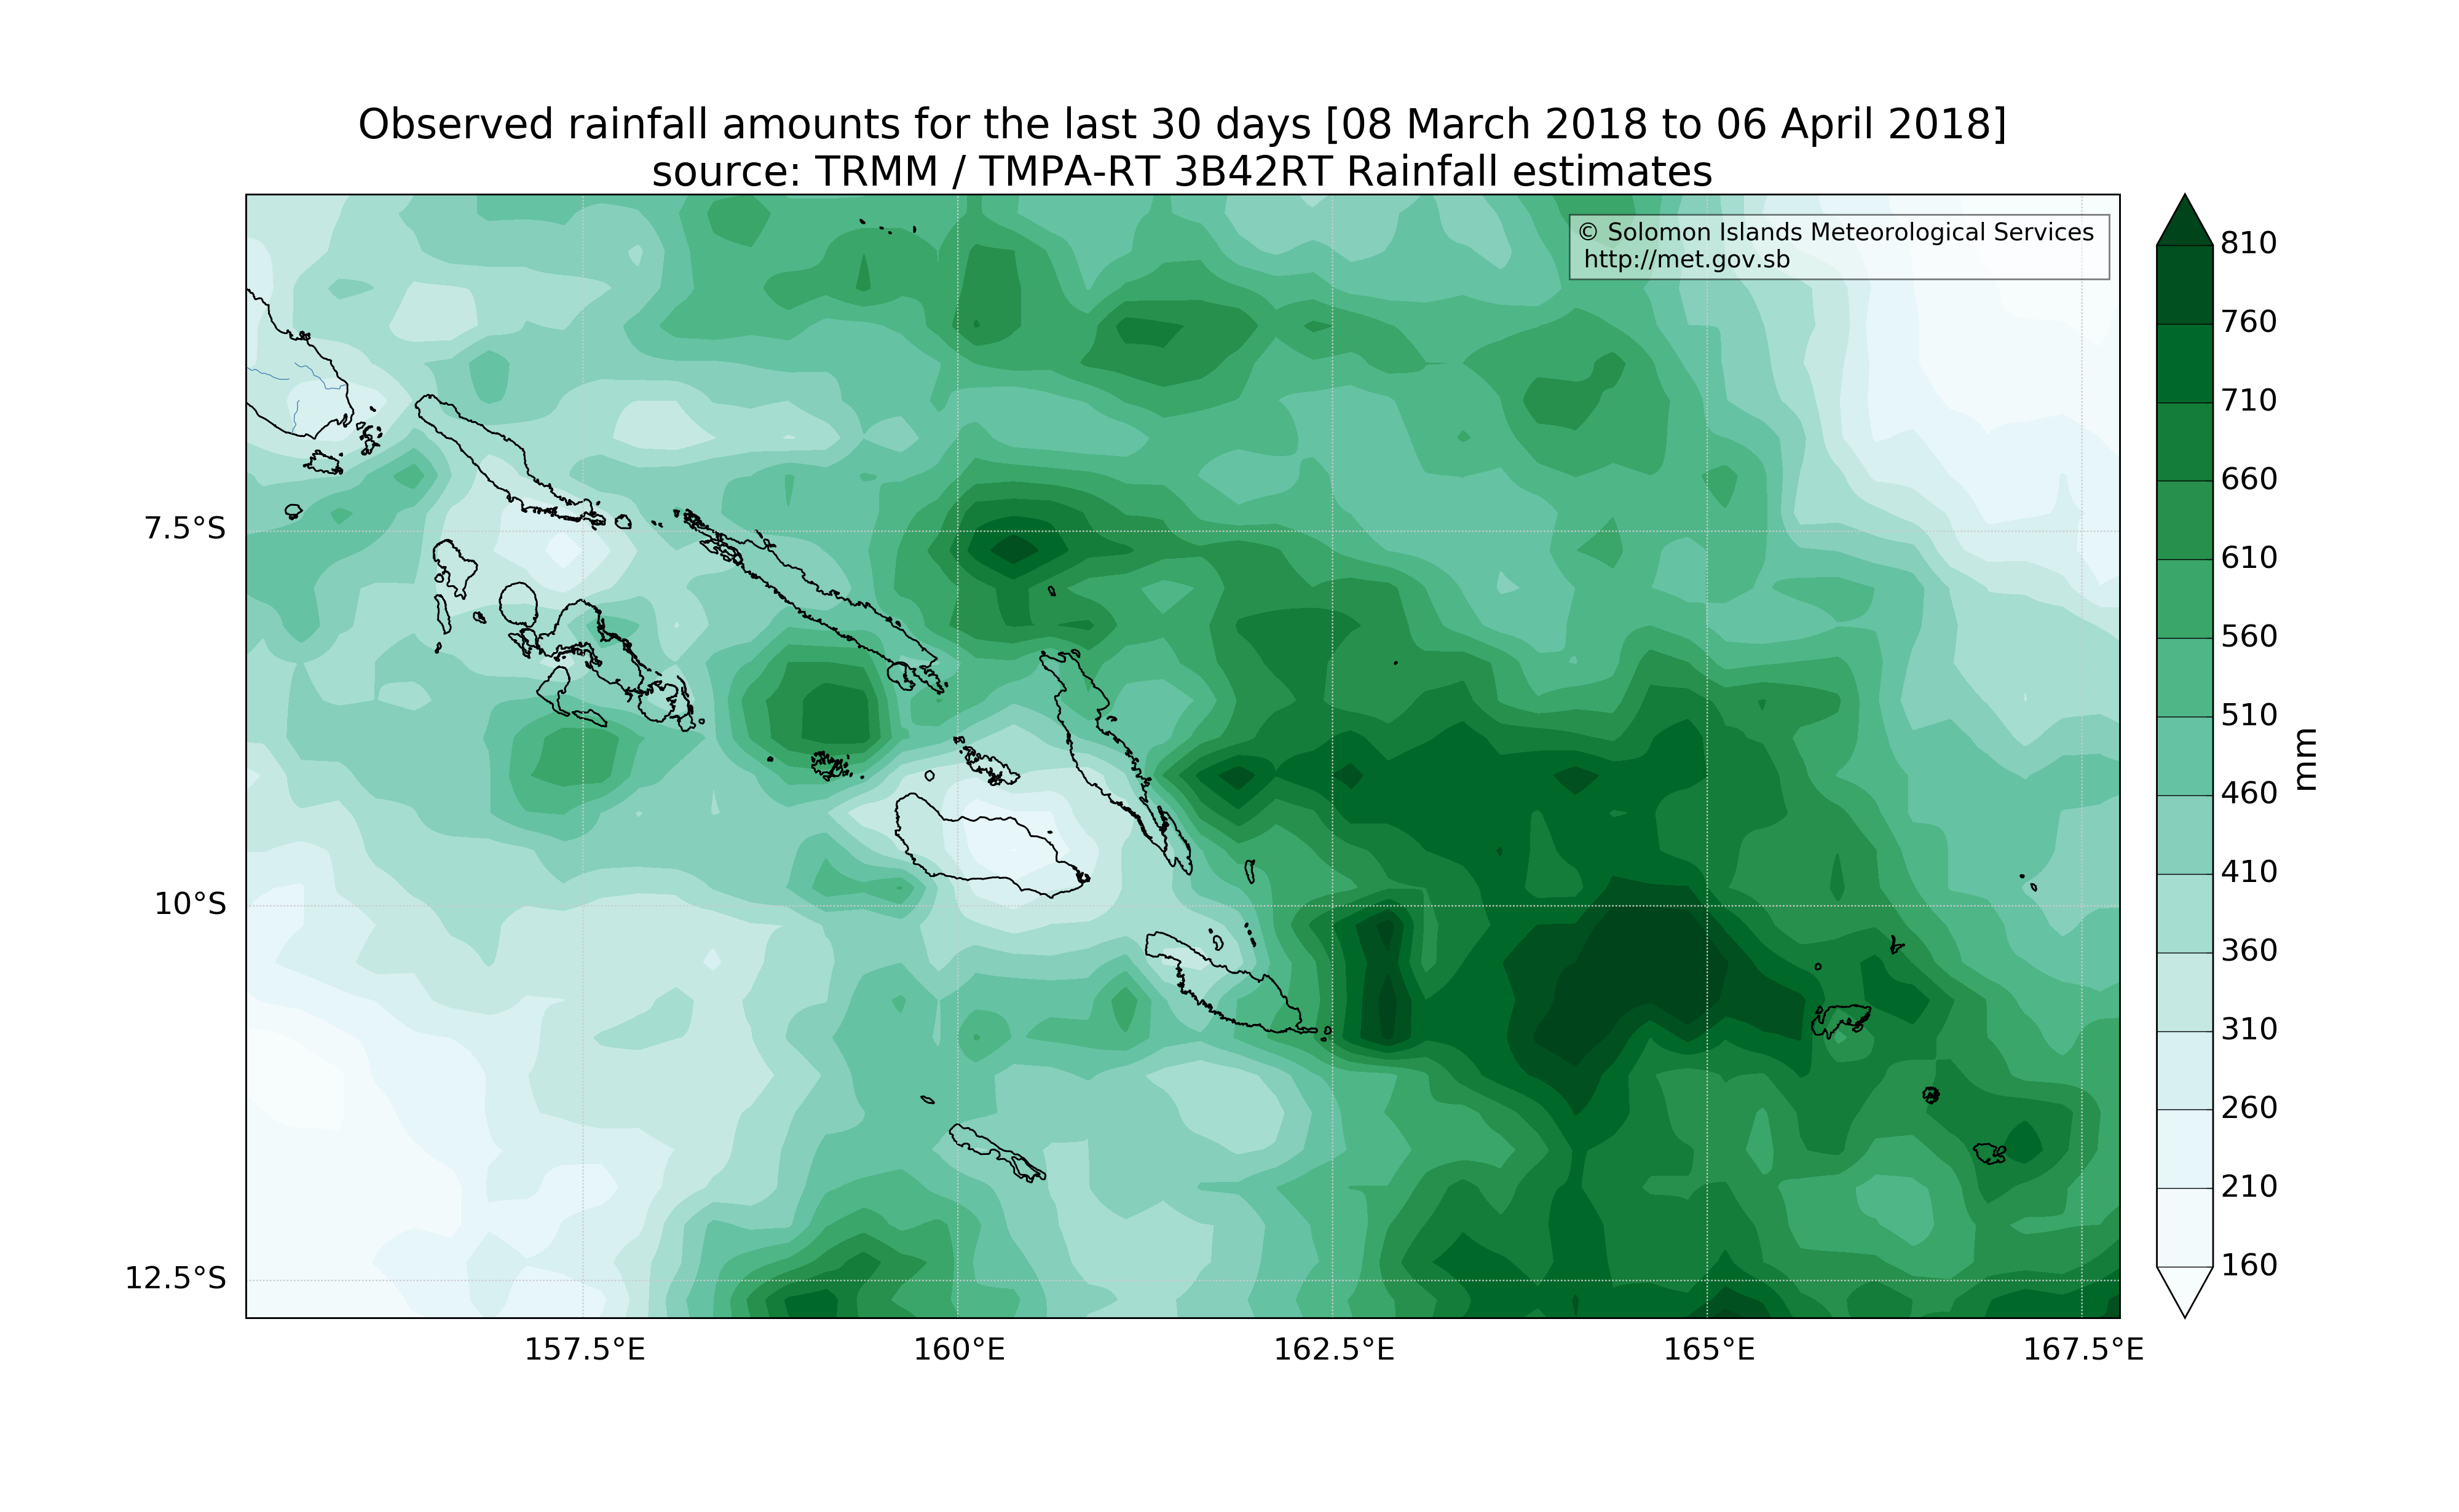 Observed rainfall amounts for the last 30 days [08 March 2018 to 06 April 2018]
source: TRMM / TMPA-RT 3B42RT Rainfall estimates
© Solomon Islands Meteorological Services
http://met.gov.sb
810
760
710
660
610
560
510
460
410
360
310
260
210
160
mm
7.5°S
10°S
12.5°S
157.5°E
160°E
162.5°E
165°E
167.5°E